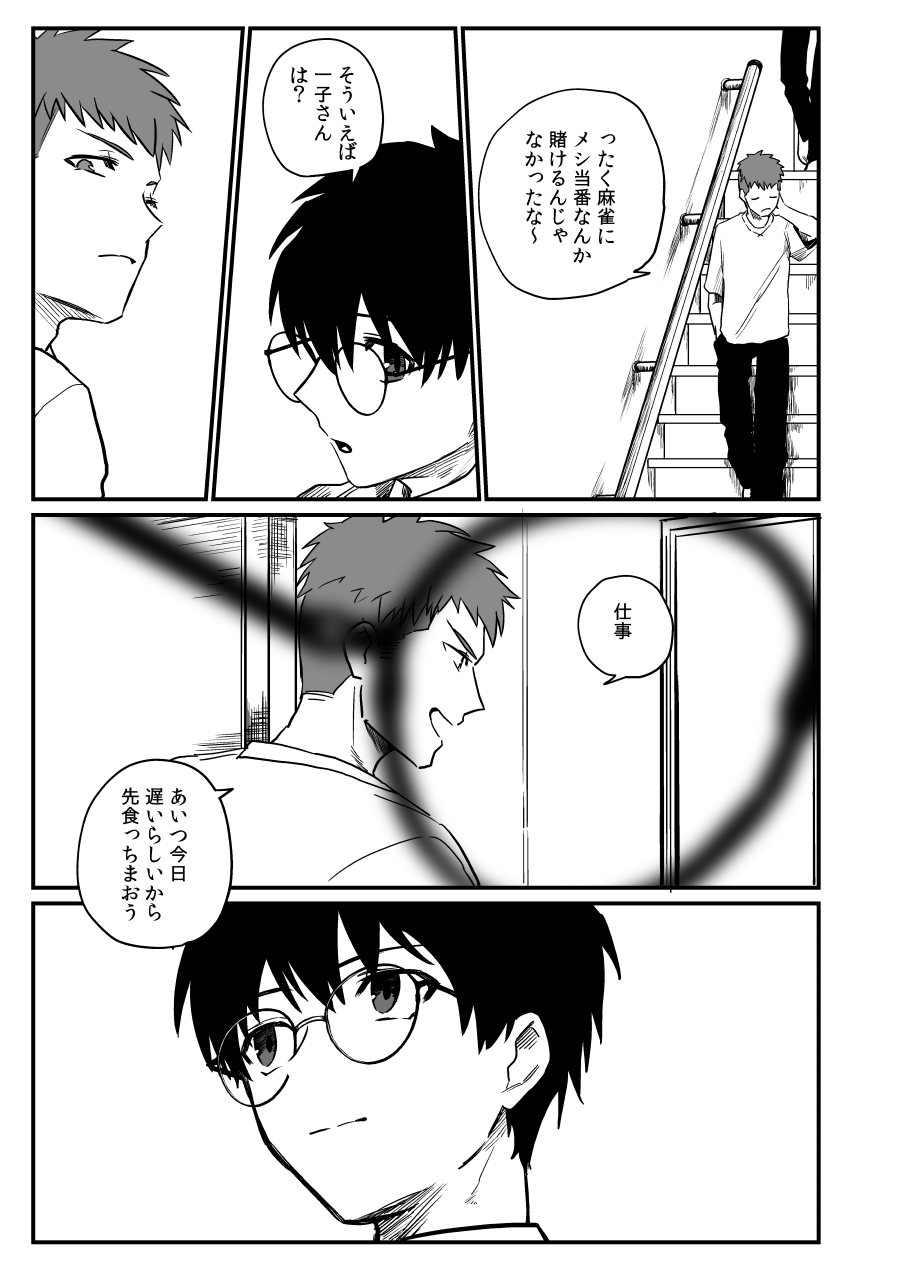 ったく麻雀に
メシ当番なんか
賭けるんじゃ
なかったな～
そういえば
一子さん
は？
仕事
あいつ今日
遅いらしいから
先食っちまおう